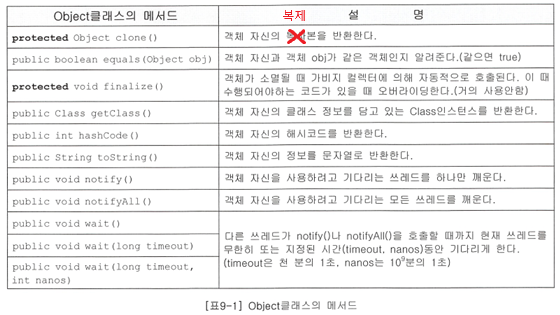 복제
Object클래스의 메서드 설 명
protected Object clone() 객체 자신의 본을 반환한다.
public boolean equals(Object obj) 객체 자신과 객체 obj가 같은 객체인지 알려준다.(같으면 true)
protected void finalize() 객체가 소멸될 때 가비지 컬렉터에 의해 자동적으로 호출된다. 이 때
수행되어야하는 코드가 있을 때 오버라이딩한다.(거의 사용안함)
public Class getClass() 객체 자신의 클래스 정보를 담고 있는 Class인스턴스를 반환한다.
public int hashCode() 객체 자신의 해시코드를 반환한다.
public String toString() 객체 자신의 정보를 문자열로 반환한다.
public void notify() 객체 자신을 사용하려고 기다리는 쓰레드를 하나만 깨운다.
public void notifyAll() 객체 자신을 사용하려고 기다리는 모든 쓰레드를 깨운다.
public void wait()
public void wait(long timeout)
public void wait(long timeout,
int nanos)
다른 쓰레드가 notify()나 notifyAll()을 호출할 때까지 현재 쓰레드를
무한히 또는 지정된 시간(timeout, nanos)동안 기다리게 한다.
(timeout은 천 분의 1초, nanos는 10⁹분의 1초)
[표9-1] Object클래스의 메서드